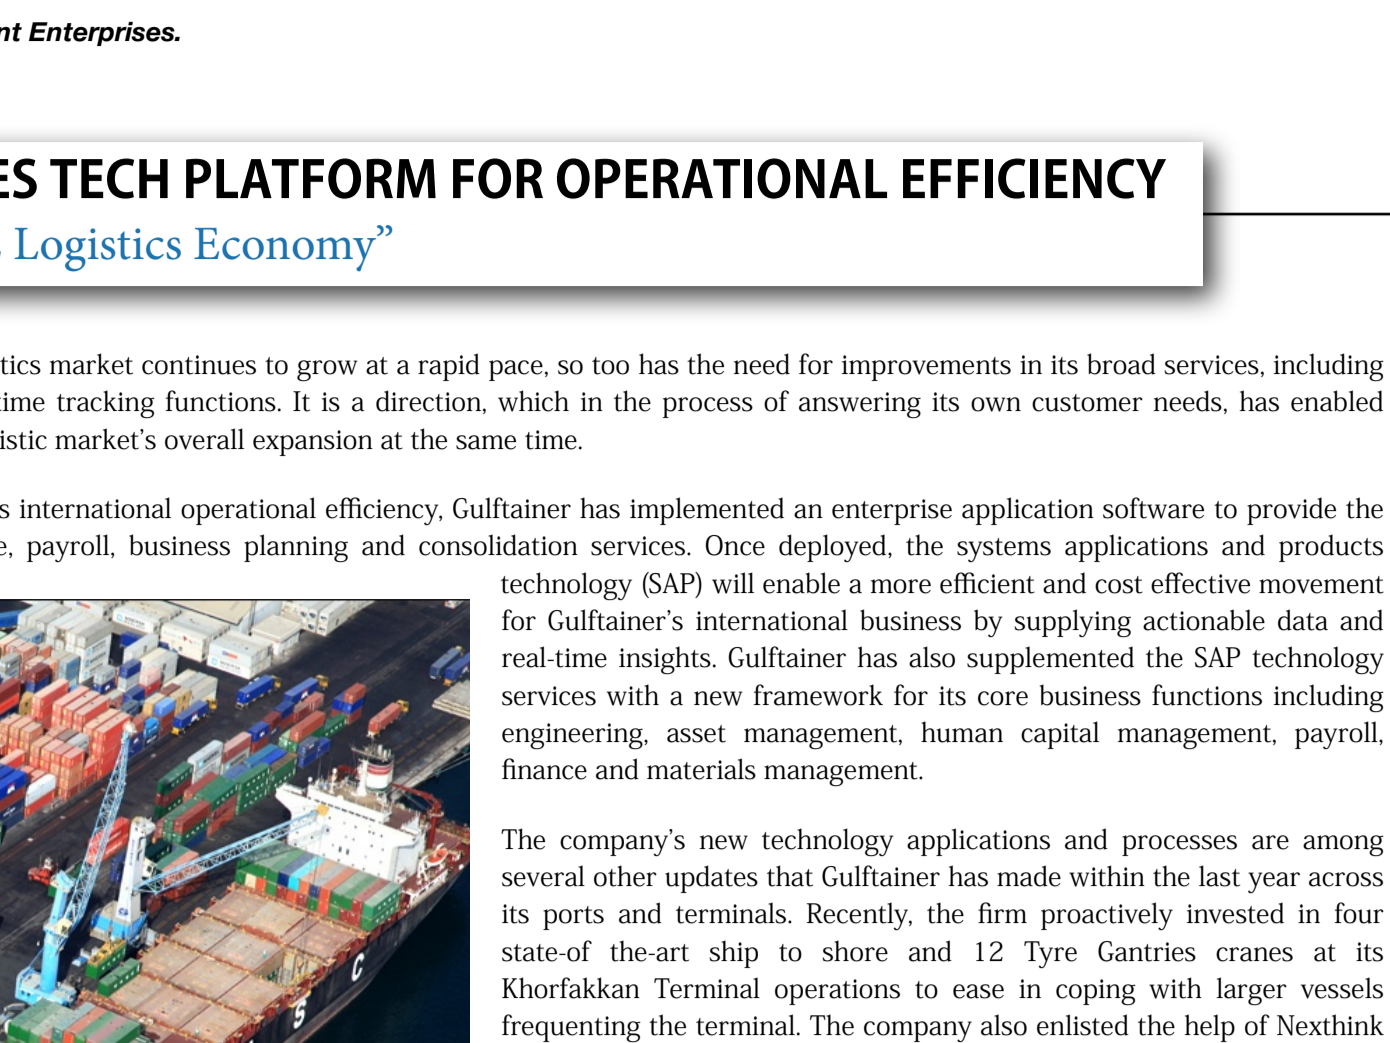 nt Enterprises.
ES TECH PLATFORM FOR OPERATIONAL EFFICIENCY
Logistics Economy”
tics market continues to grow at a rapid pace, so too has the need for improvements in its broad services, including
time tracking functions. It is a direction, which in the process of answering its own customer needs, has enabled
istic market’s overall expansion at the same time.
s international operational efficiency, Gulftainer has implemented an enterprise application software to provide the
e, payroll, business planning and consolidation services. Once deployed, the systems applications and products
technology (SAP) will enable a more efficient and cost effective movement
for Gulftainer’s international business by supplying actionable data and
real-time insights. Gulftainer has also supplemented the SAP technology
services with a new framework for its core business functions including
engineering, asset management, human capital management, payroll,
finance and materials management.
The company’s new technology applications and processes are among
several other updates that Gulftainer has made within the last year across
its ports and terminals. Recently, the firm proactively invested in four
state-of the-art ship to shore and 12 Tyre Gantries cranes at its
Khorfakkan Terminal operations to ease in coping with larger vessels
frequenting the terminal. The company also enlisted the help of Nexthink
S C